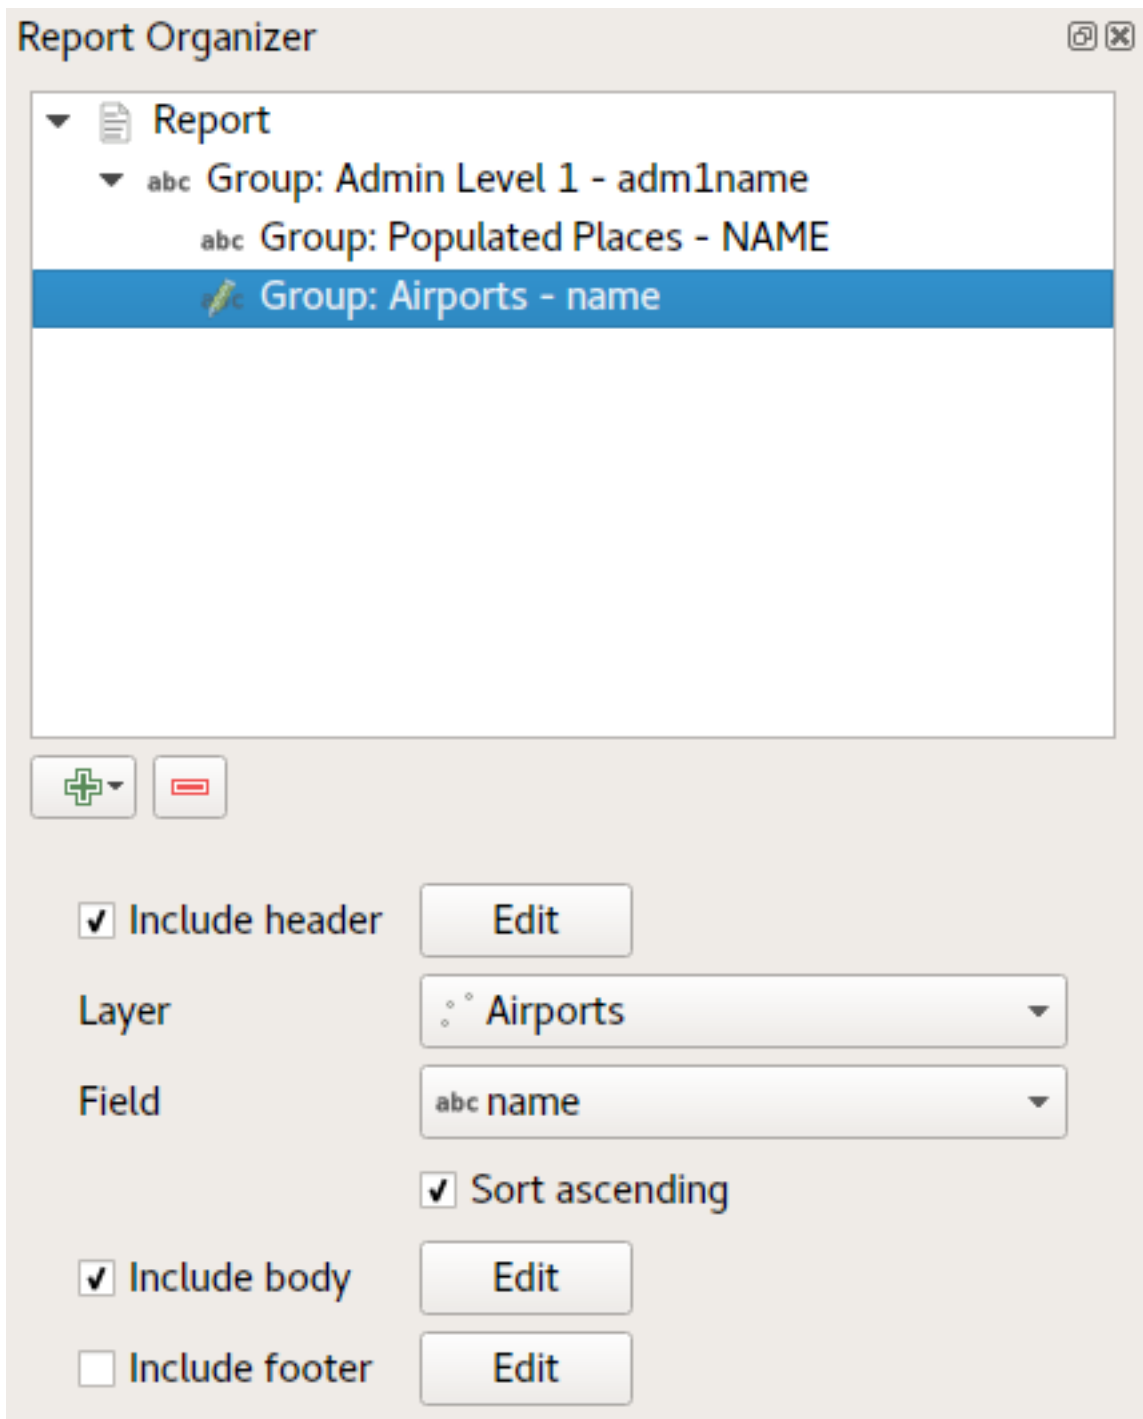 Report Organizer
Report
abc Group: Admin Level 1 - adm1name
abc Group: Populated Places - NAME
Group: Airports - name
Include header Edit
Layer Airports
Field abc name
Sort ascending
Include body Edit
Include footer Edit